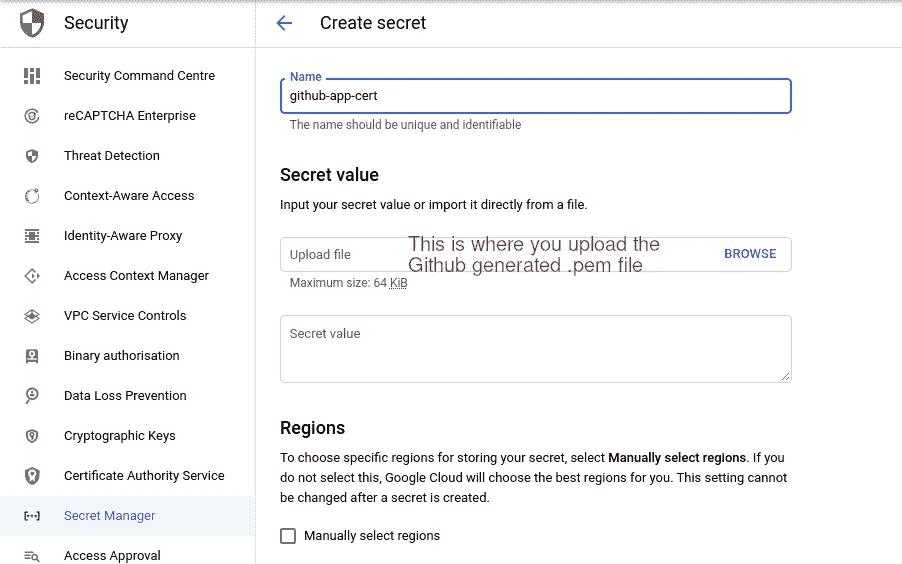 Security
Create secret
Security Command Centre
reCAPTCHA Enterprise
Threat Detection
Context-Aware Access
Identity-Aware Proxy
Access Context Manager
VPC Service Controls
Binary authorisation
Data Loss Prevention
Cryptographic Keys
Certificate Authority Service
Secret Manager
Access Approval
Name
github-app-cert
The name should be unique and identifiable
Secret value
Input your secret value or import it directly from a file.
Upload file
This is where you upload the
Github generated .pem file
BROWSE
Maximum size: 64 KiB
Secret value
Regions
To choose specific regions for storing your secret, select Manually select regions. If you
do not select this, Google Cloud will choose the best regions for you. This setting cannot
be changed after a secret is created.
Manually select regions